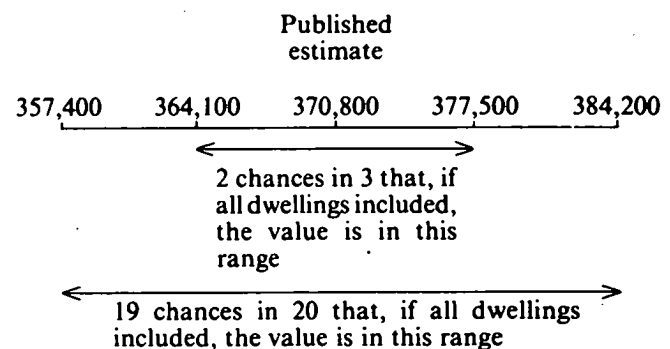 Published
estimate
357,400 364,100 370,800 377,500 384,200
2 chances in 3 that, if
all dwellings included,
the value is in this
range
19 chances in 20 that, if all dwellings
included, the value is in this range